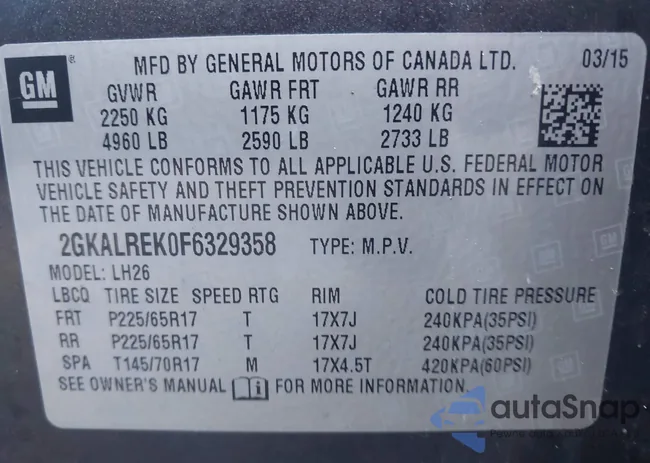 GM ® MFD BY GENERAL MOTORS OF CANADA LTD. 03/15
GVWR GAWR FRT GAWR RR
2250 KG 1175 KG 1240 KG
4960 LB 2590 LB 2733 LB
THIS VEHICLE CONFORMS TO ALL APPLICABLE U.S. FEDERAL MOTOR
VEHICLE SAFETY AND THEFT PREVENTION STANDARDS IN EFFECT ON
THE DATE OF MANUFACTURE SHOWN ABOVE.
2GKALREK0F6329358 TYPE: M.P.V.
MODEL: LH26
LBCQ TIRE SIZE SPEED RTG RIM COLD TIRE PRESSURE
FRT P225/65R17 T 17X7J 240KPA(35PSI)
RR P225/65R17 T 17X7J 240KPA(35PSI)
SPA T145/70R17 M 17X4.5T 420KPA(60PSI)
SEE OWNER'S MANUAL FOR MORE INFORMATION.
autoSnap